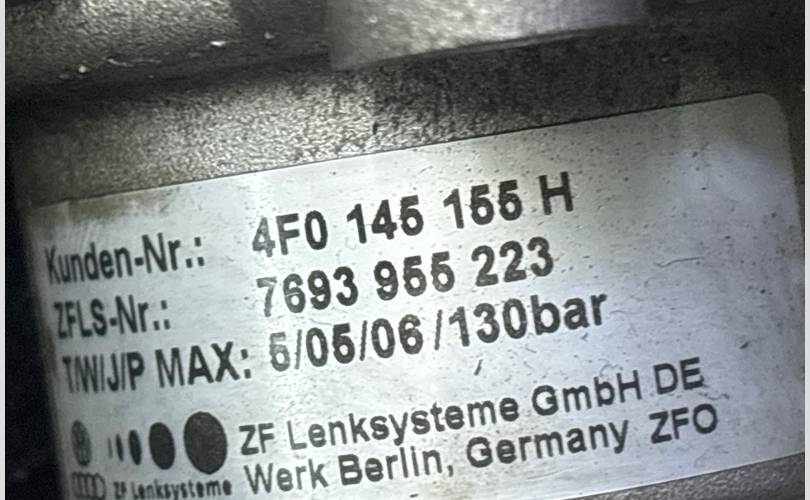 Kunden-Nr.: 4F0 145 155 H
ZFLS-Nr.: 7693 955 223
T/W/J/P MAX: 5/05/06/130bar
ZF Lenksysteme GmbH DE
Werk Berlin, Germany ZFO
ZF Lenksysteme